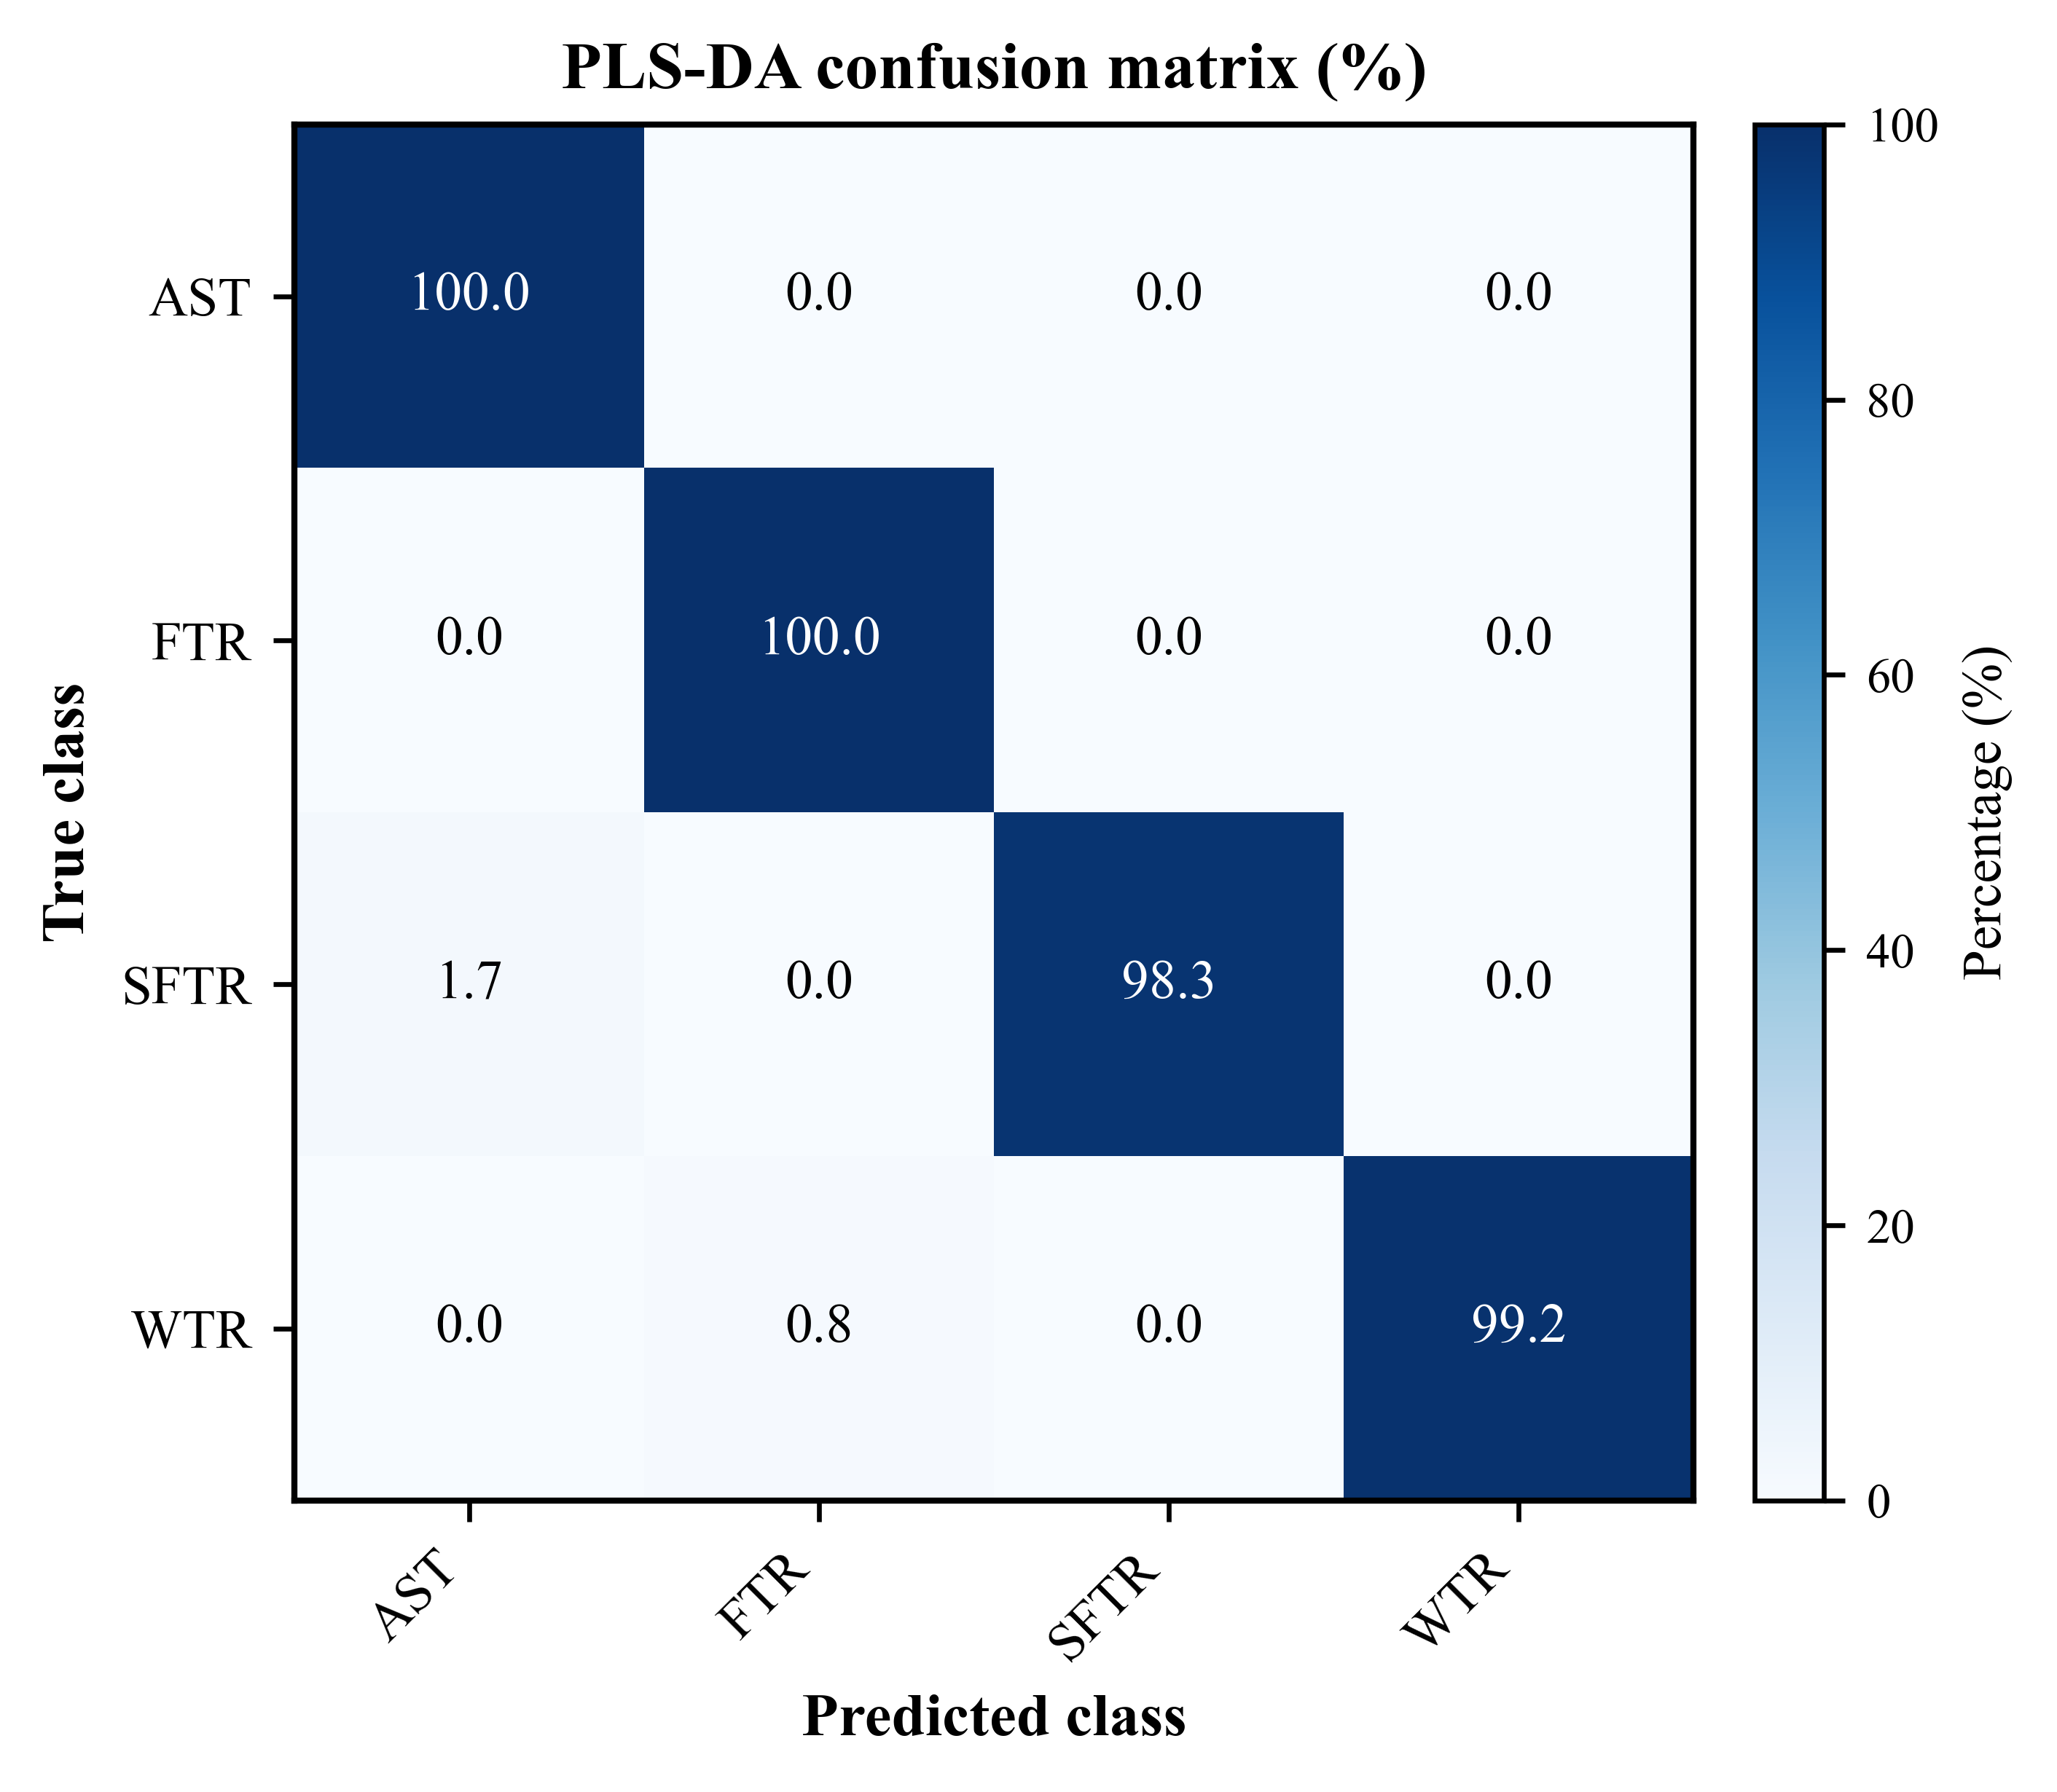 PLS-DA confusion matrix (%)
True class
AST 100.0 0.0 0.0 0.0
FTR 0.0 100.0 0.0 0.0
SFTR 1.7 0.0 98.3 0.0
WTR 0.0 0.8 0.0 99.2
AST FTR SFTR WTR
Predicted class
100
80
60
40
20
0
Percentage (%)